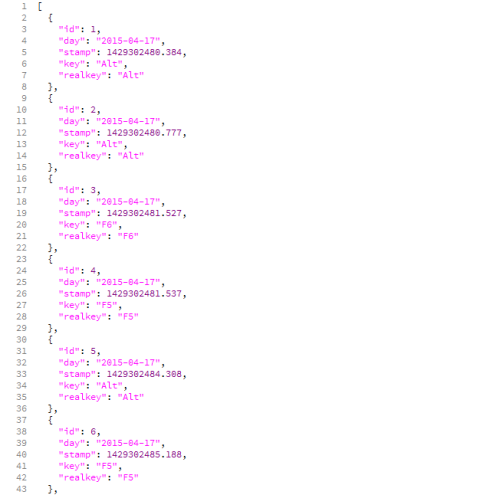 1 [
2 {
3 "id": 1,
4 "day": "2015-04-17",
5 "stamp": 1429302480.384,
6 "key": "Alt",
7 "realkey": "Alt"
8 },
9 {
10 "id": 2,
11 "day": "2015-04-17",
12 "stamp": 1429302480.777,
13 "key": "Alt",
14 "realkey": "Alt"
15 },
16 {
17 "id": 3,
18 "day": "2015-04-17",
19 "stamp": 1429302481.527,
20 "key": "F6",
21 "realkey": "F6"
22 },
23 {
24 "id": 4,
25 "day": "2015-04-17",
26 "stamp": 1429302481.537,
27 "key": "F5",
28 "realkey": "F5"
29 },
30 {
31 "id": 5,
32 "day": "2015-04-17",
33 "stamp": 1429302484.308,
34 "key": "Alt",
35 "realkey": "Alt"
36 },
37 {
38 "id": 6,
39 "day": "2015-04-17",
40 "stamp": 1429302485.188,
41 "key": "F5",
42 "realkey": "F5"
43 },